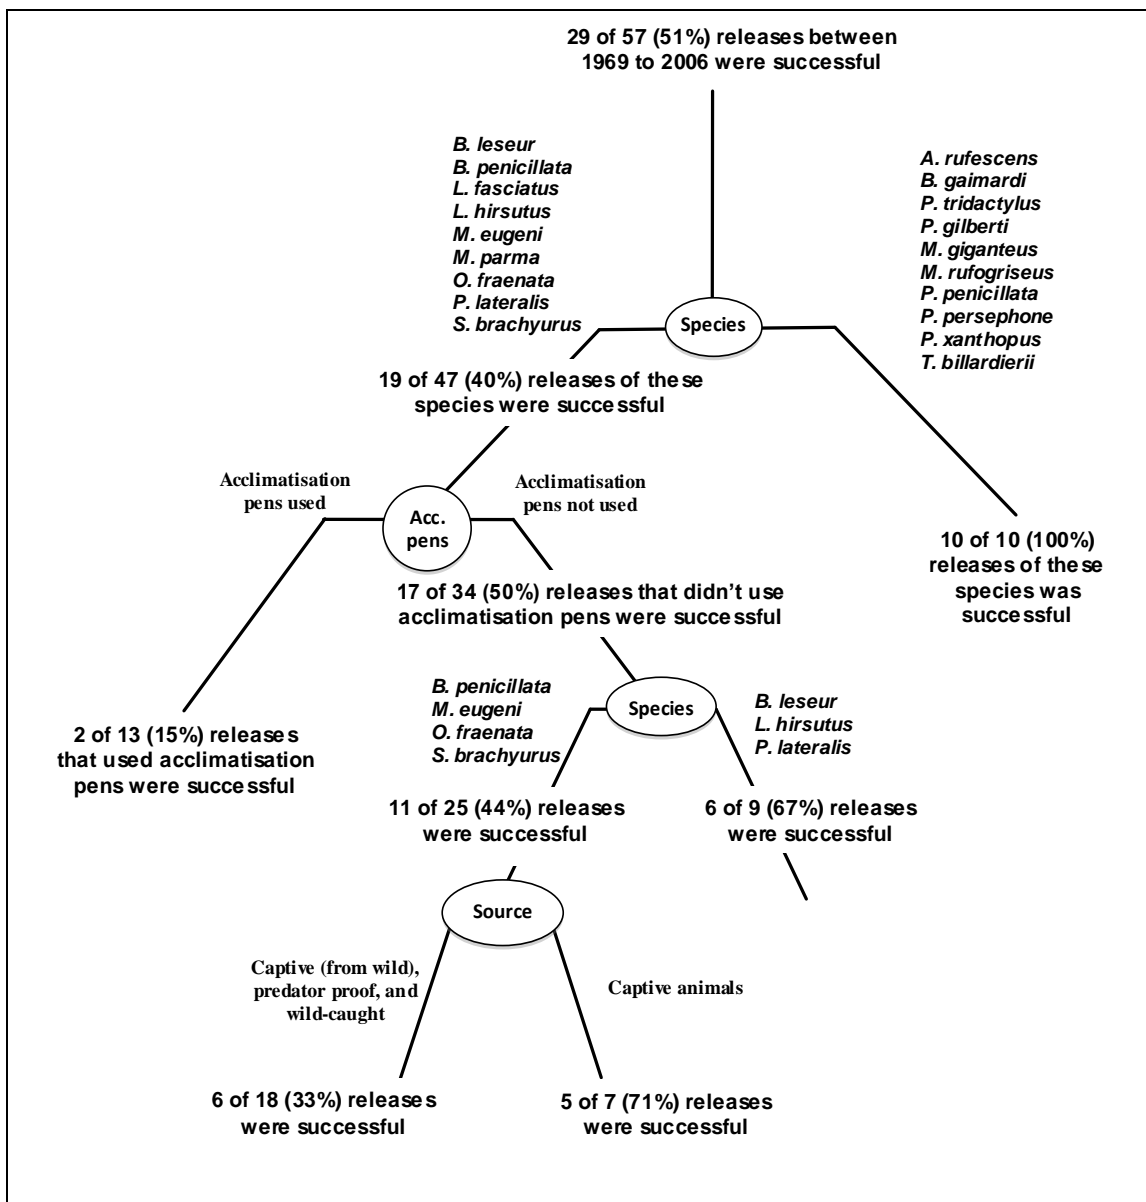 29 of 57 (51%) releases between
1969 to 2006 were successful
B. leseur
B. penicillata
L. fasciatus
L. hirsutus
M. eugeni
M. parma
O. fraenata
P. lateralis
S. brachyurus
A. rufescens
B. gaimardi
P. tridactylus
P. gilberti
M. giganteus
M. rufogriseus
P. penicillata
P. persephone
P. xanthopus
T. billardierii
Species
19 of 47 (40%) releases of these
species were successful
Acclimatisation
pens used
Acc.
pens
Acclimatisation
pens not used
10 of 10 (100%)
releases of these
species was
successful
17 of 34 (50%) releases that didn't use
acclimatisation pens were successful
2 of 13 (15%) releases
that used acclimatisation
pens were successful
B. penicillata
M. eugeni
O. fraenata
S. brachyurus
Species
B. leseur
L. hirsutus
P. lateralis
11 of 25 (44%) releases
were successful
6 of 9 (67%) releases
were successful
Source
Captive (from wild),
predator proof, and
wild-caught
Captive animals
6 of 18 (33%) releases
were successful
5 of 7 (71%) releases
were successful